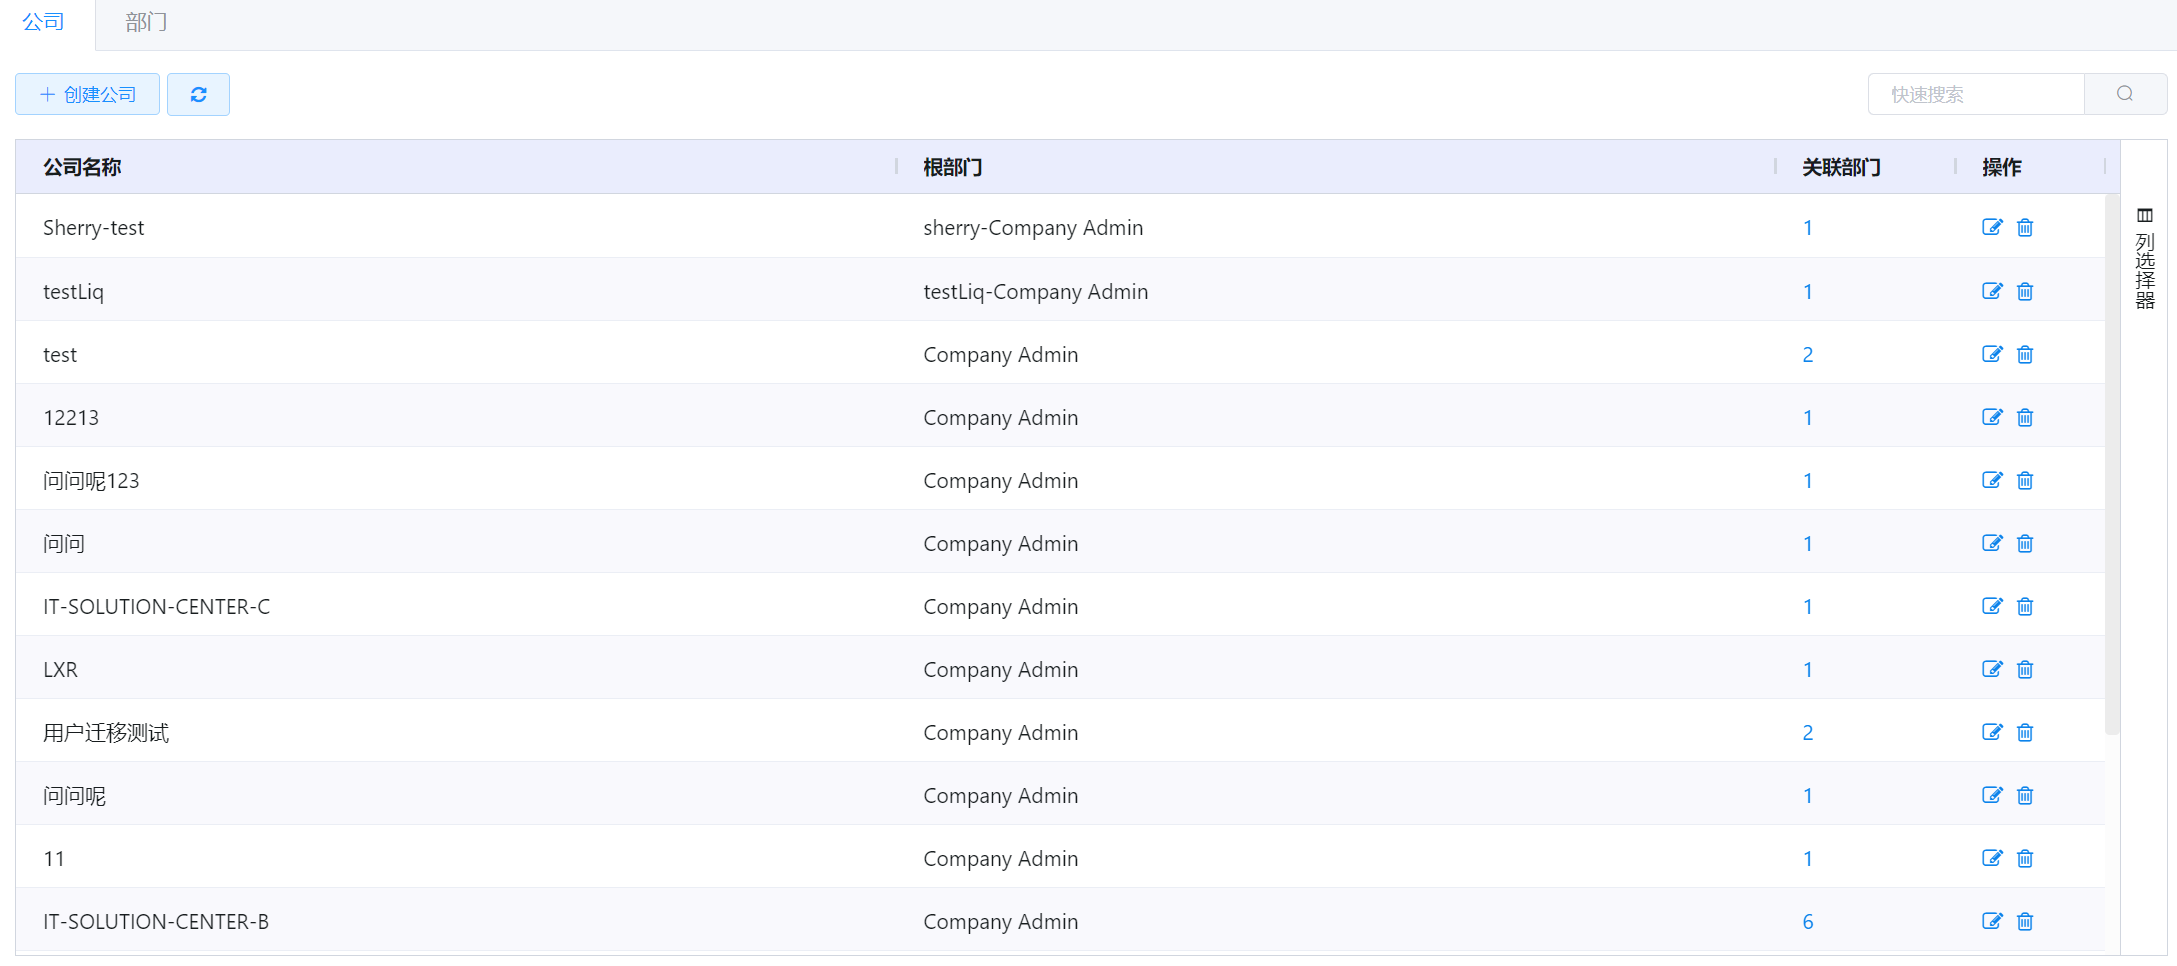 公司 部门
创建公司 快速搜索
公司名称 根部门 关联部门 操作
Sherry-test sherry-Company Admin 1
testLiq testLiq-Company Admin 1
test Company Admin 2
12213 Company Admin 1
问问呢123 Company Admin 1
问问 Company Admin 1
IT-SOLUTION-CENTER-C Company Admin 1
LXR Company Admin 1
用户迁移测试 Company Admin 2
问问呢 Company Admin 1
11 Company Admin 1
IT-SOLUTION-CENTER-B Company Admin 6
列选择器